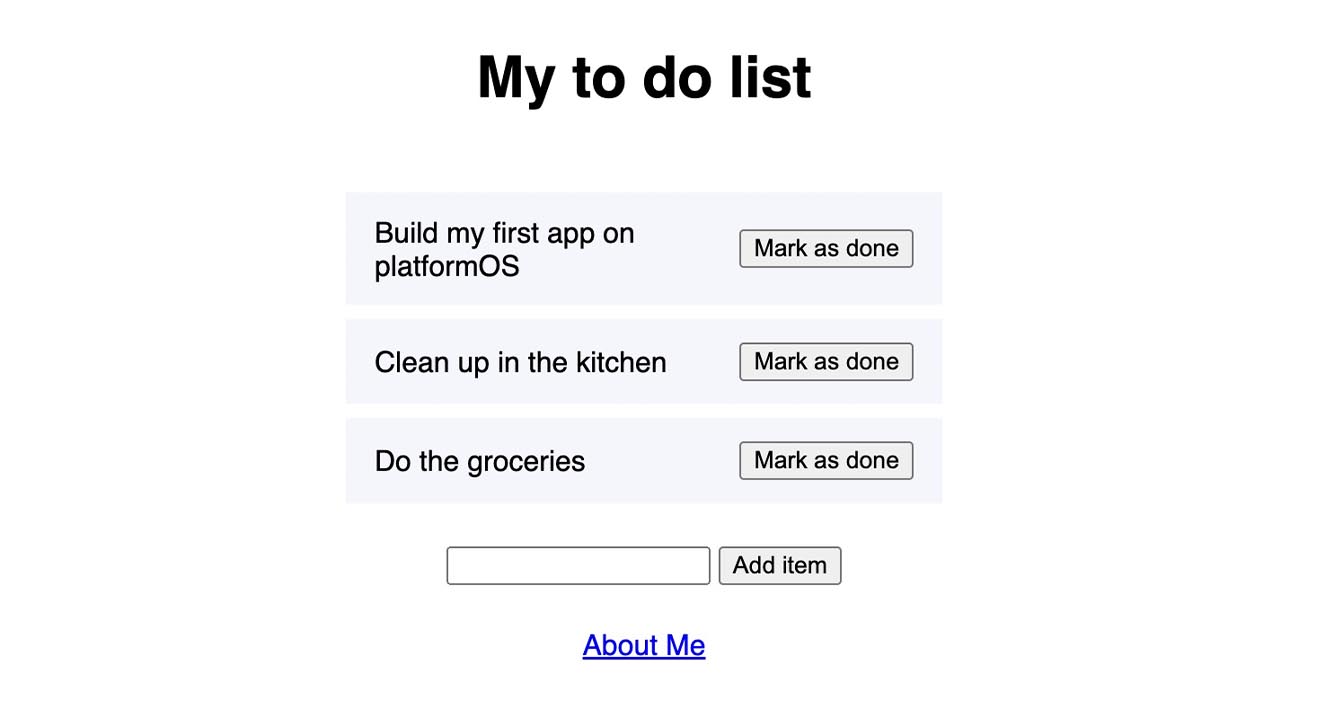 My to do list
Build my first app on
platformOS
Mark as done
Clean up in the kitchen
Mark as done
Do the groceries
Mark as done
Add item
About Me